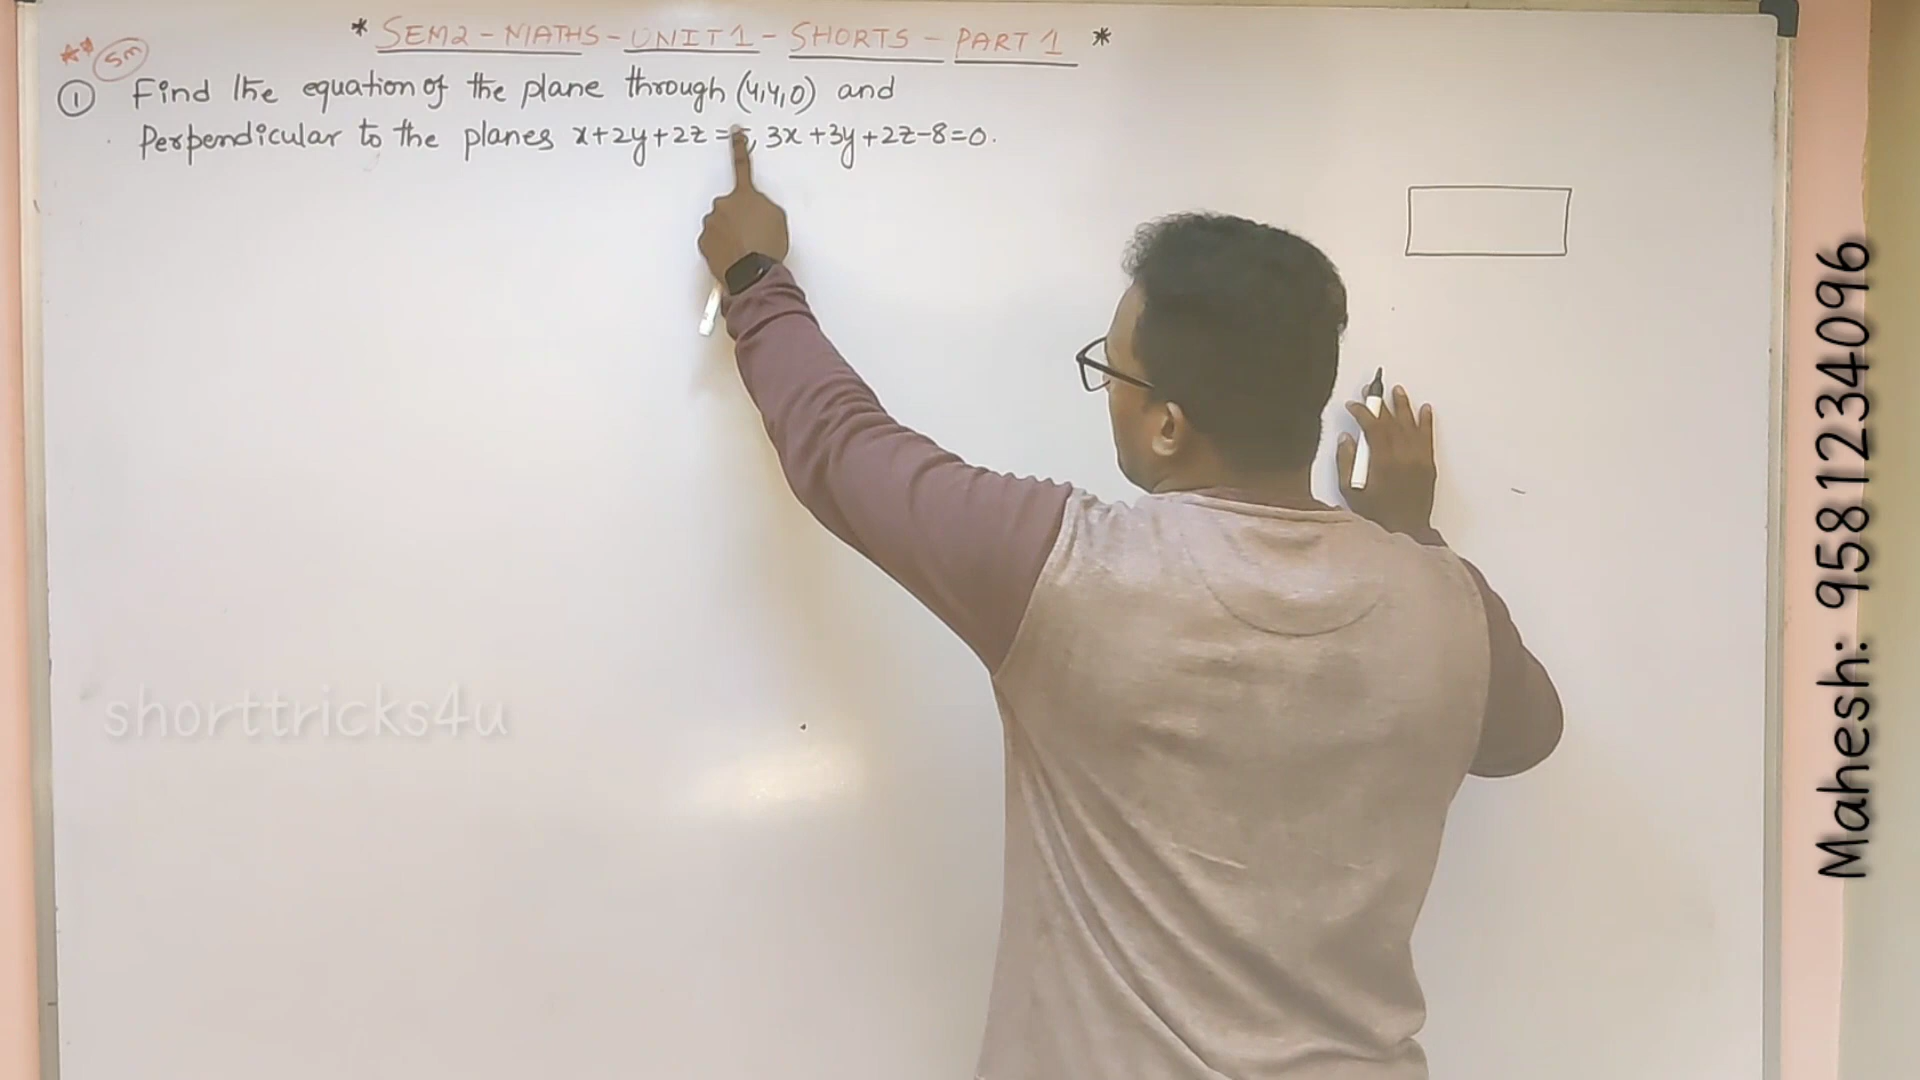 * SEM2 - MATHS - UNIT 1 - SHORTS - PART 1 *
** 5m
① Find the equation of the plane through (4,4,0) and
Perpendicular to the planes x+2y+2z = 5, 3x+3y+2z-8=0.
shorttricks4u
Mahesh: 9581234096